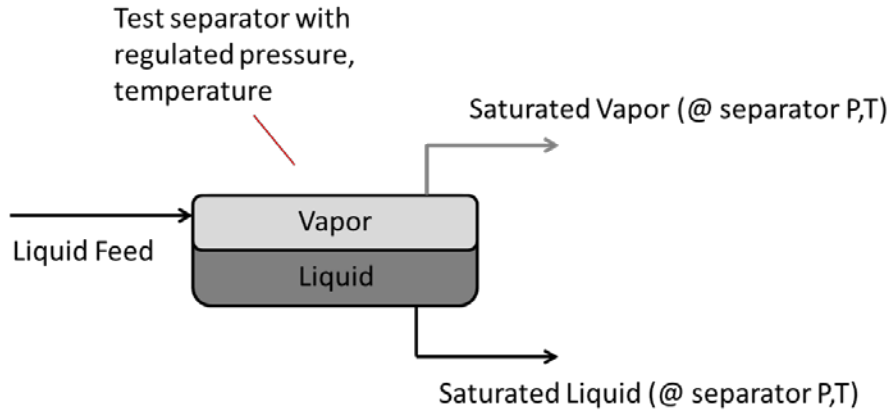 Test separator with
regulated pressure,
temperature
Saturated Vapor (@ separator P,T)
Vapor
Liquid Feed
Liquid
Saturated Liquid (@ separator P,T)